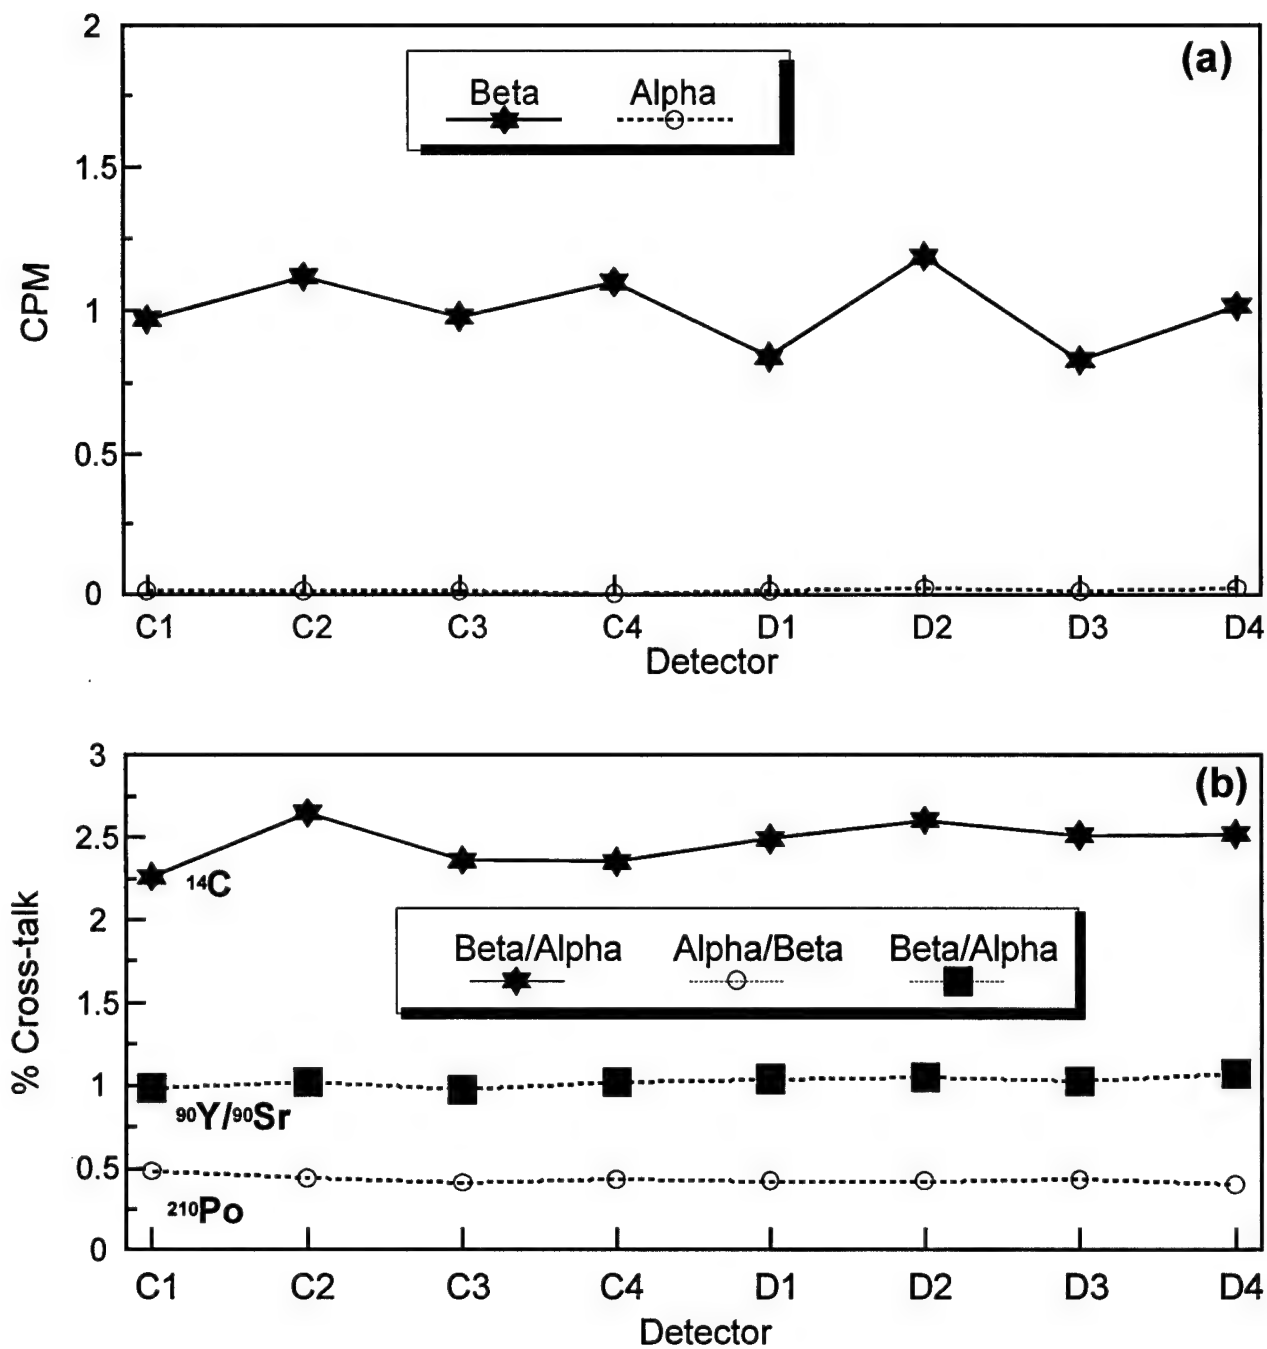 2
(a)
Beta Alpha
1.5
CPM
1
0.5
0
C1 C2 C3 C4 D1 D2 D3 D4
Detector
3
(b)
2.5
¹⁴C
% Cross-talk
2
Beta/Alpha Alpha/Beta Beta/Alpha
1.5
1
⁹⁰Y/⁹⁰Sr
0.5
²¹⁰Po
0
C1 C2 C3 C4 D1 D2 D3 D4
Detector